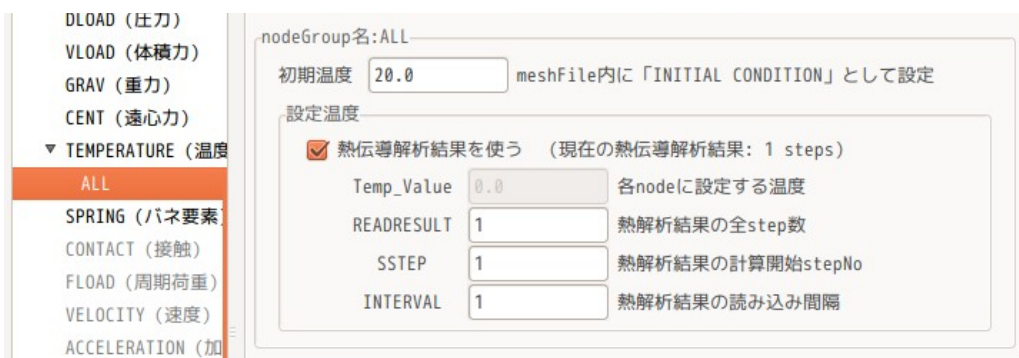 DLOAD (圧力)
VLOAD (体積力)
GRAV (重力)
CENT (遠心力)
▼ TEMPERATURE (温度
ALL
SPRING (バネ要素)
CONTACT (接触)
FLOAD (周期荷重)
VELOCITY (速度)
ACCELERATION (加
nodeGroup名:ALL
初期温度 20.0 meshFile内に「INITIAL CONDITION」として設定
設定温度
熱伝導解析結果を使う (現在の熱伝導解析結果: 1 steps)
Temp_Value 0.0 各nodeに設定する温度
READRESULT 1 熱解析結果の全step数
SSTEP 1 熱解析結果の計算開始stepNo
INTERVAL 1 熱解析結果の読み込み間隔